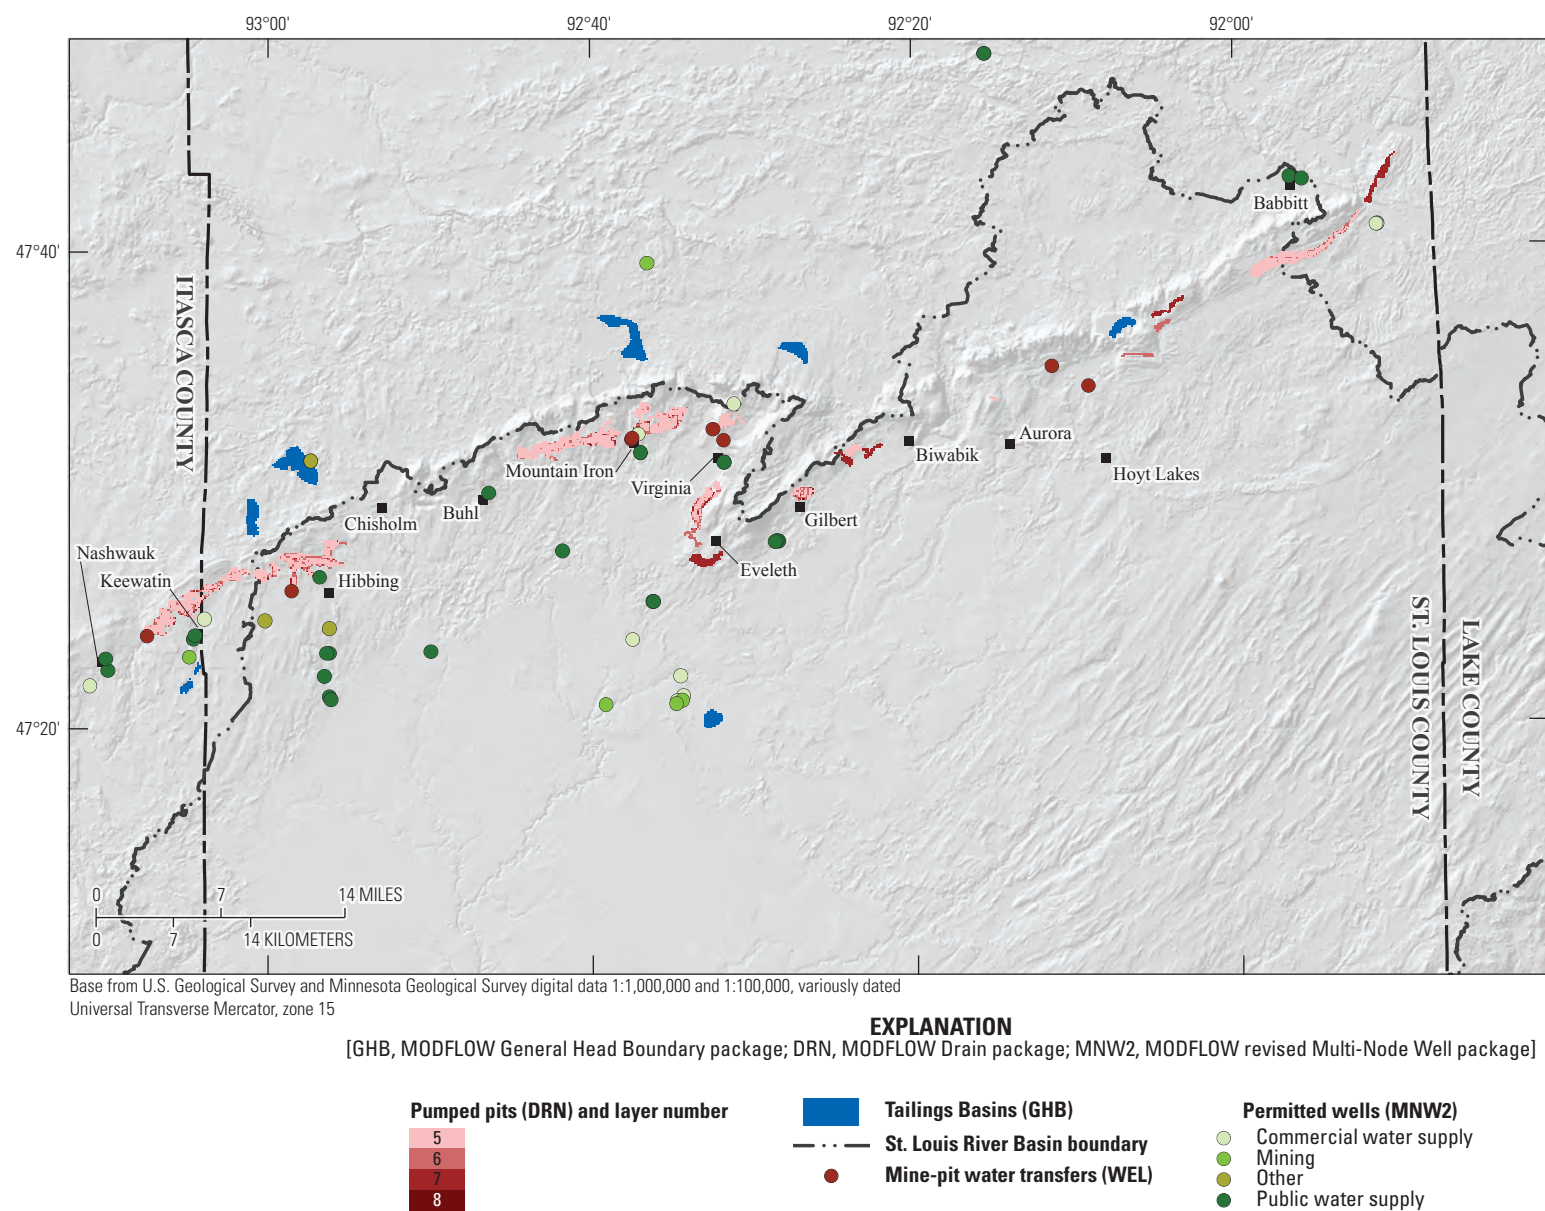 93°00'
92°40'
92°20'
92°00'
47°40'
47°20'
ITASCA COUNTY
ST. LOUIS COUNTY
LAKE COUNTY
Babbitt
Mountain Iron
Virginia
Biwabik
Aurora
Hoyt Lakes
Chisholm
Buhl
Gilbert
Eveleth
Nashwauk
Keewatin
Hibbing
0 7 14 MILES
0 7 14 KILOMETERS
Base from U.S. Geological Survey and Minnesota Geological Survey digital data 1:1,000,000 and 1:100,000, variously dated
Universal Transverse Mercator, zone 15
EXPLANATION
[GHB, MODFLOW General Head Boundary package; DRN, MODFLOW Drain package; MNW2, MODFLOW revised Multi-Node Well package]
Pumped pits (DRN) and layer number
5
6
7
8
Tailings Basins (GHB)
St. Louis River Basin boundary
Mine-pit water transfers (WEL)
Permitted wells (MNW2)
Commercial water supply
Mining
Other
Public water supply